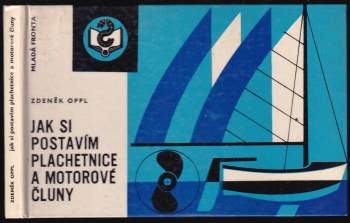 ZDENĚK OPPL jak si postavím plachetnice a motorové čluny
MLADÁ FRONTA
ZDENĚK OPPL
JAK SI
POSTAVÍM
PLACHETNICE
A MOTOROVÉ
ČLUNY